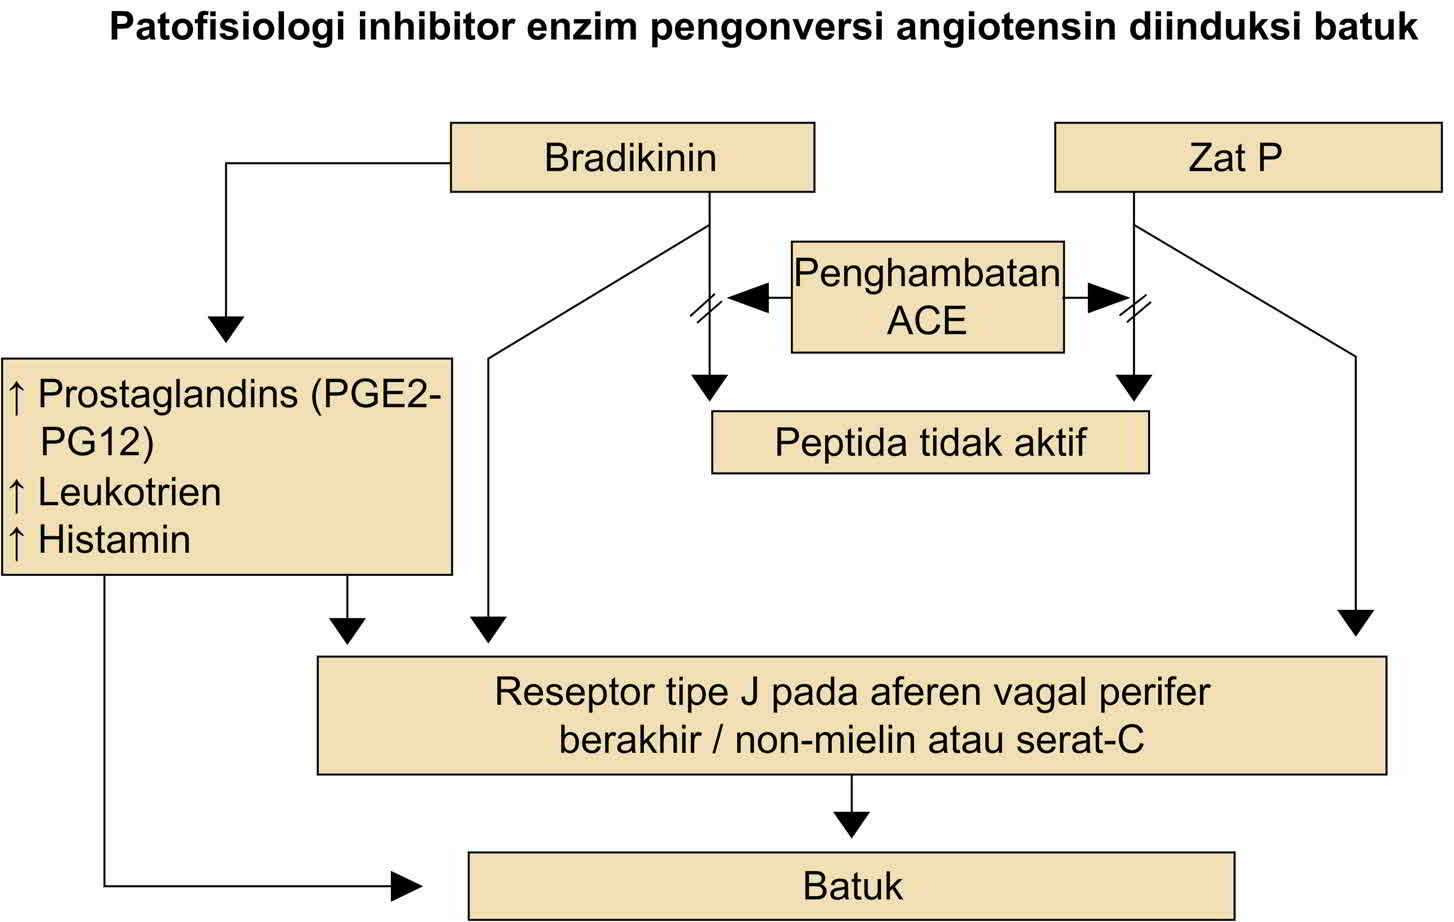 Patofisiologi inhibitor enzim pengonversi angiotensin diinduksi batuk
Bradikinin
Zat P
Penghambatan
ACE
↑ Prostaglandins (PGE2-
PG12)
↑ Leukotrien
↑ Histamin
Peptida tidak aktif
Reseptor tipe J pada aferen vagal perifer
berakhir / non-mielin atau serat-C
Batuk